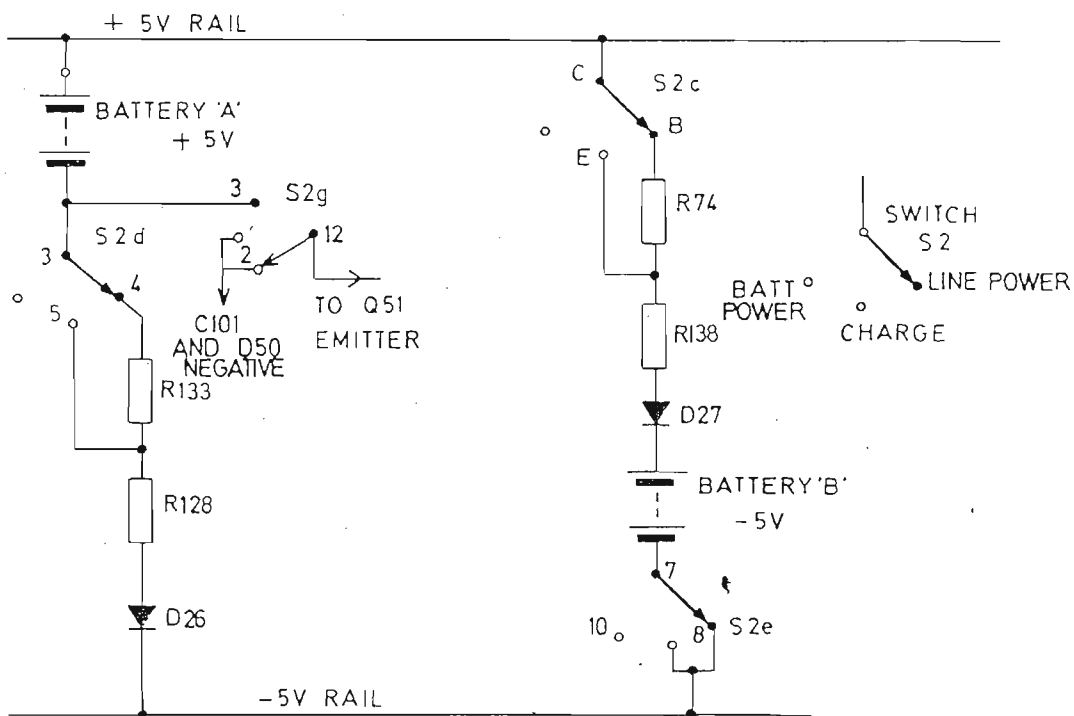 + 5V RAIL
BATTERY 'A'
+ 5V
3
S2g
S2d
3
4
5
'
2
12
C101
AND D50
NEGATIVE
TO Q51
EMITTER
R133
R128
D26
-5V RAIL
C
S2c
B
E
R74
BATT
POWER
R138
D27
BATTERY 'B'
-5V
7
10
8
S2e
SWITCH
S2
LINE POWER
CHARGE